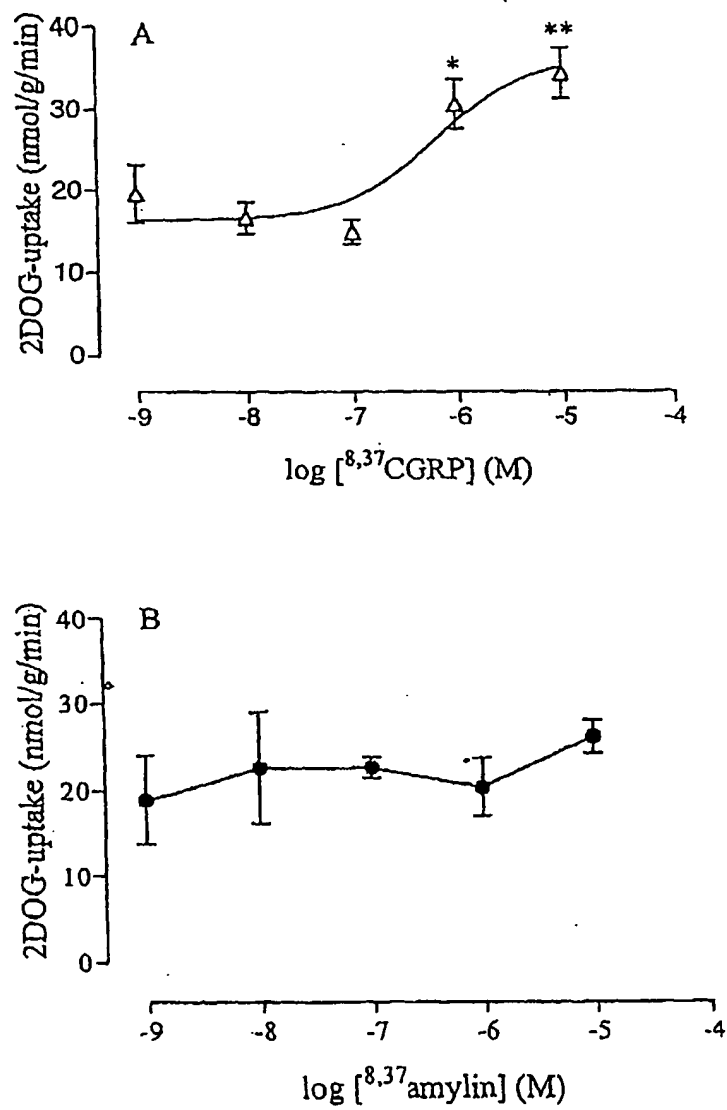 A
* **
2DOG-uptake (nmol/g/min)
40
30
20
10
0
-9 -8 -7 -6 -5 -4
log [8,37CGRP] (M)
B
2DOG-uptake (nmol/g/min)
40
30
20
10
0
-9 -8 -7 -6 -5 -4
log [8,37amylin] (M)